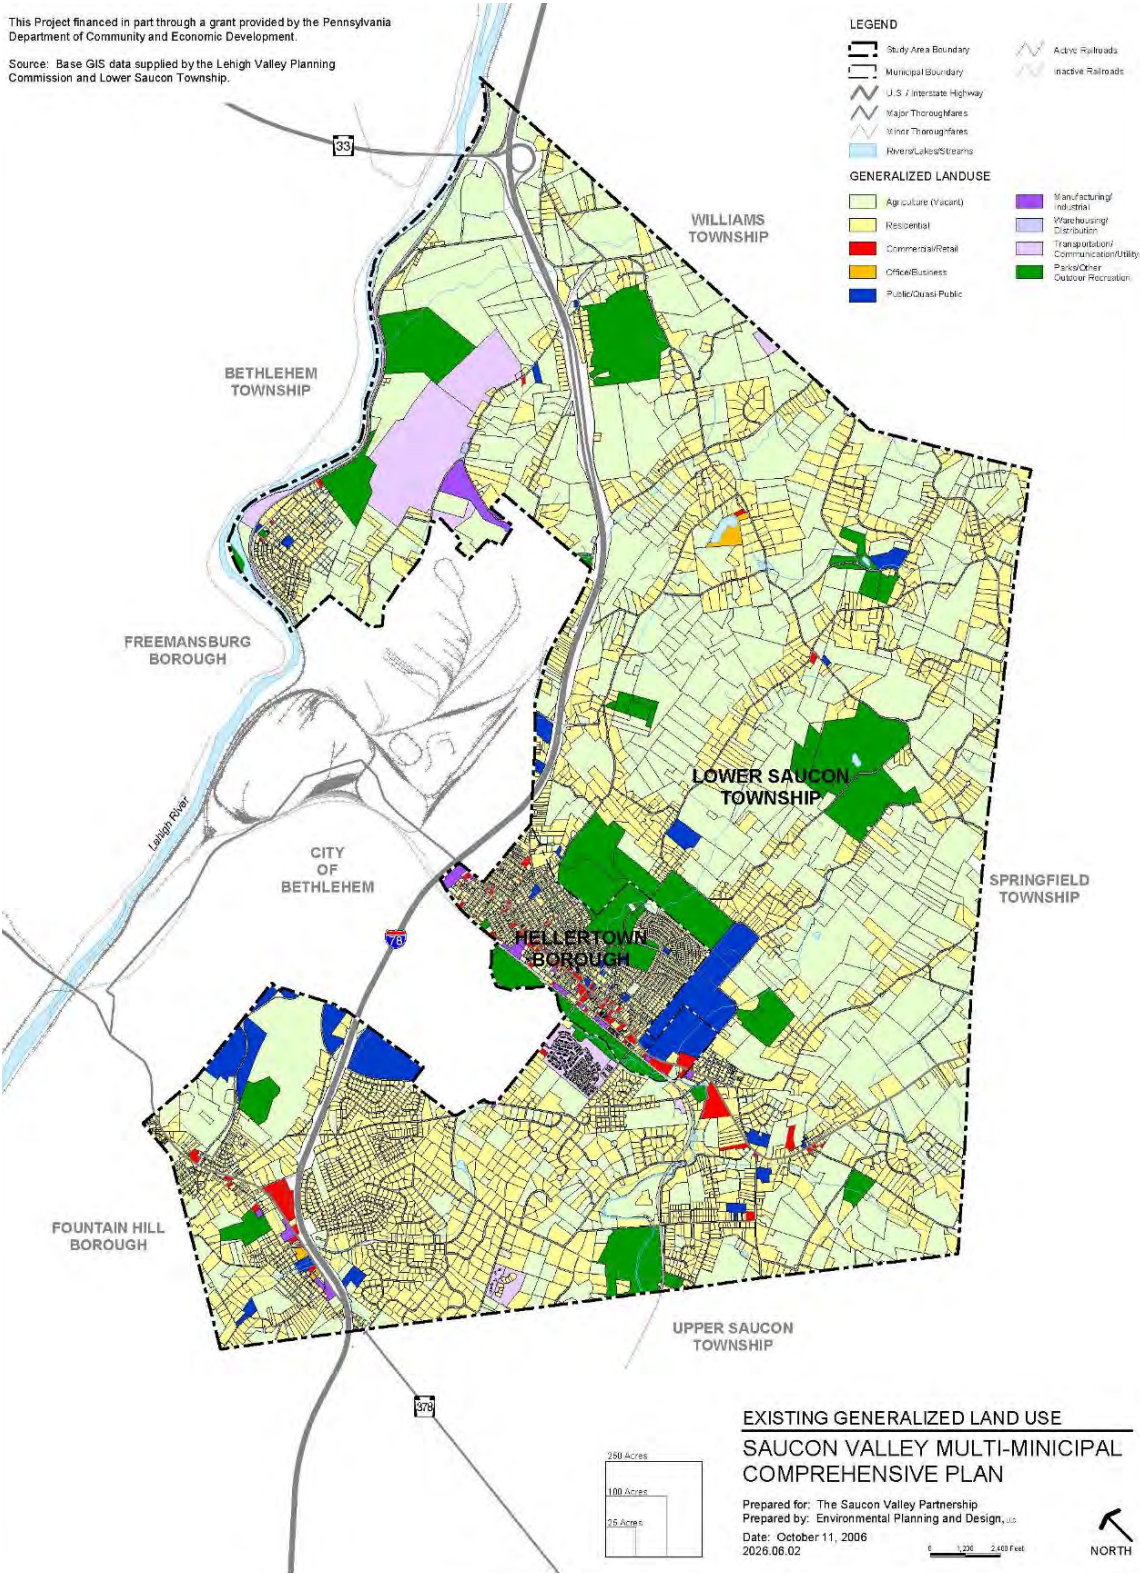 This Project financed in part through a grant provided by the Pennsylvania
Department of Community and Economic Development.
Source: Base GIS data supplied by the Lehigh Valley Planning
Commission and Lower Saucon Township.
LEGEND
Study Area Boundary
Municipal Boundary
U.S. / Interstate Highway
Major Thoroughfares
Minor Thoroughfares
Rivers/Lakes/Streams
Active Railroads
Inactive Railroads
GENERALIZED LANDUSE
Agriculture (Vacant)
Residential
Commercial/Retail
Office/Business
Public/Quasi-Public
Manufacturing/
Industrial
Warehousing/
Distribution
Transportation/
Communication/Utility
Parks/Other
Outdoor Recreation
33
WILLIAMS
TOWNSHIP
BETHLEHEM
TOWNSHIP
FREEMANSBURG
BOROUGH
LOWER SAUCON
TOWNSHIP
Lehigh River
CITY
OF
BETHLEHEM
SPRINGFIELD
TOWNSHIP
78
HELLERTOWN
BOROUGH
FOUNTAIN HILL
BOROUGH
UPPER SAUCON
TOWNSHIP
378
250 Acres
100 Acres
25 Acres
EXISTING GENERALIZED LAND USE
SAUCON VALLEY MULTI-MINICIPAL
COMPREHENSIVE PLAN
Prepared for: The Saucon Valley Partnership
Prepared by: Environmental Planning and Design, LLC
Date: October 11, 2006
2026.06.02
0 1,200 2,400 Feet
NORTH